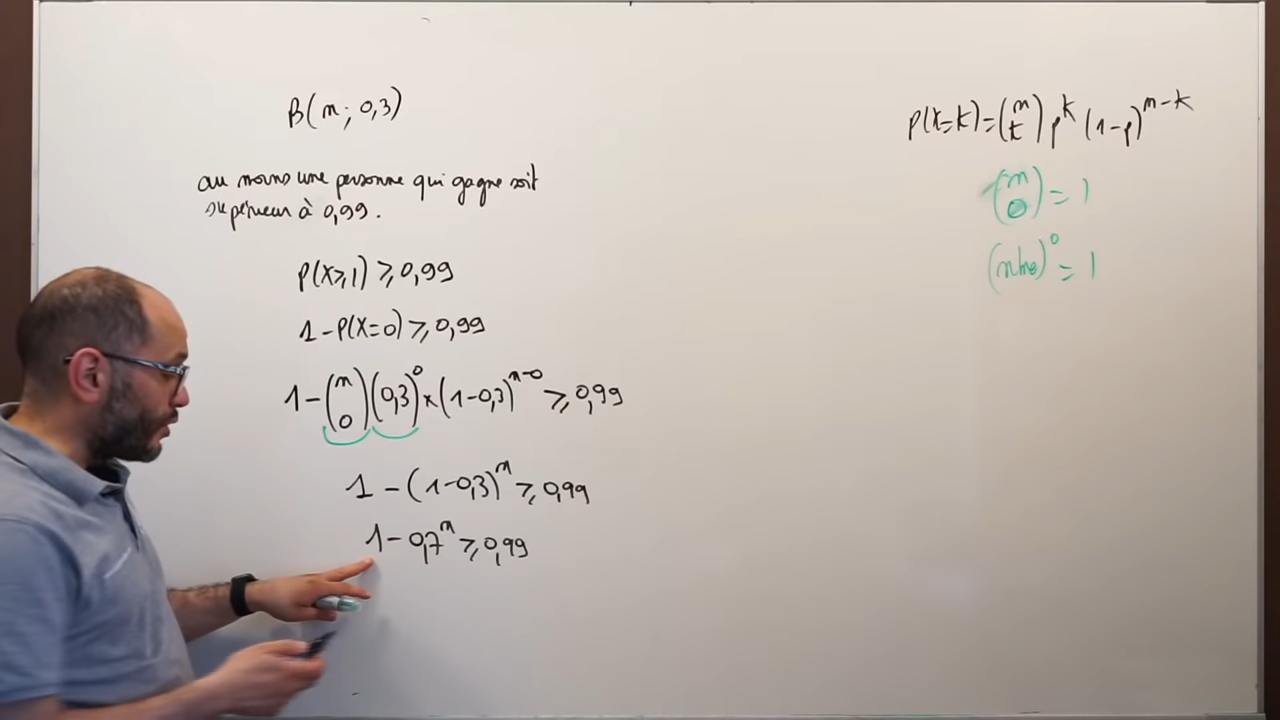 B(n; 0,3)
au moins une personne qui gagne soit
supérieur à 0,99.
P(X⩾1) ⩾ 0,99
1 - P(X=0) ⩾ 0,99
1 - (n 0) (0,3)^0 × (1-0,3)^{n-0} ⩾ 0,99
1 - (1-0,3)^n ⩾ 0,99
1 - 0,7^n ⩾ 0,99
P(X=k) = (n k) p^k (1-p)^{n-k}
(n 0) = 1
(nbre)^0 = 1